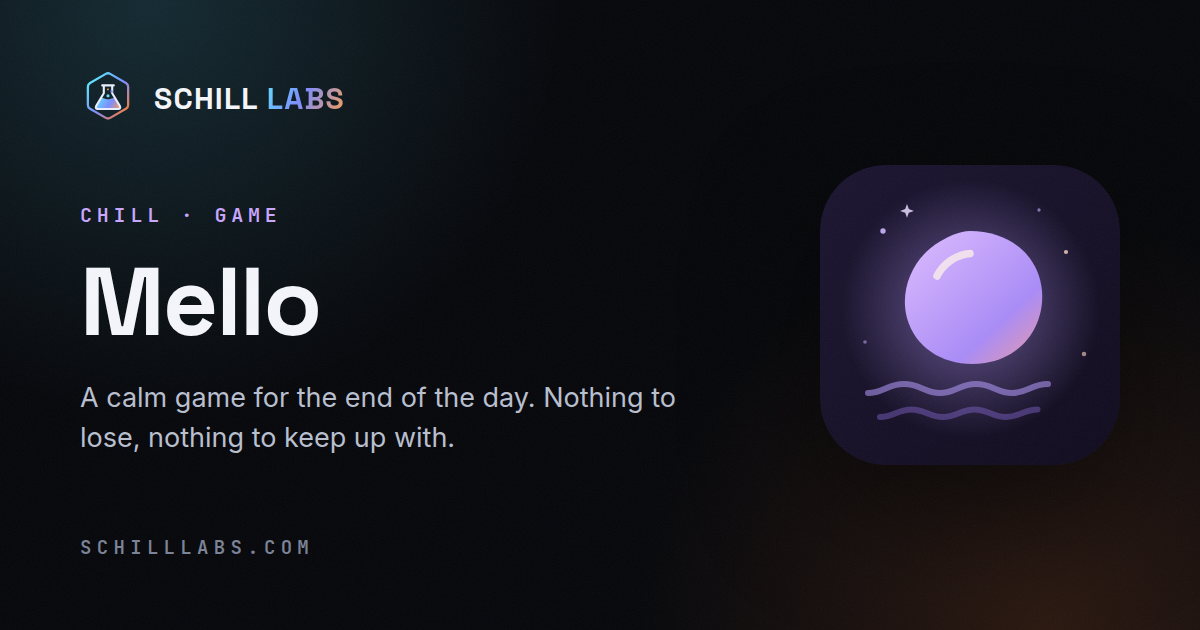 SCHILL LABS
CHILL · GAME
Mello
A calm game for the end of the day. Nothing to
lose, nothing to keep up with.
SCHILLLABS.COM